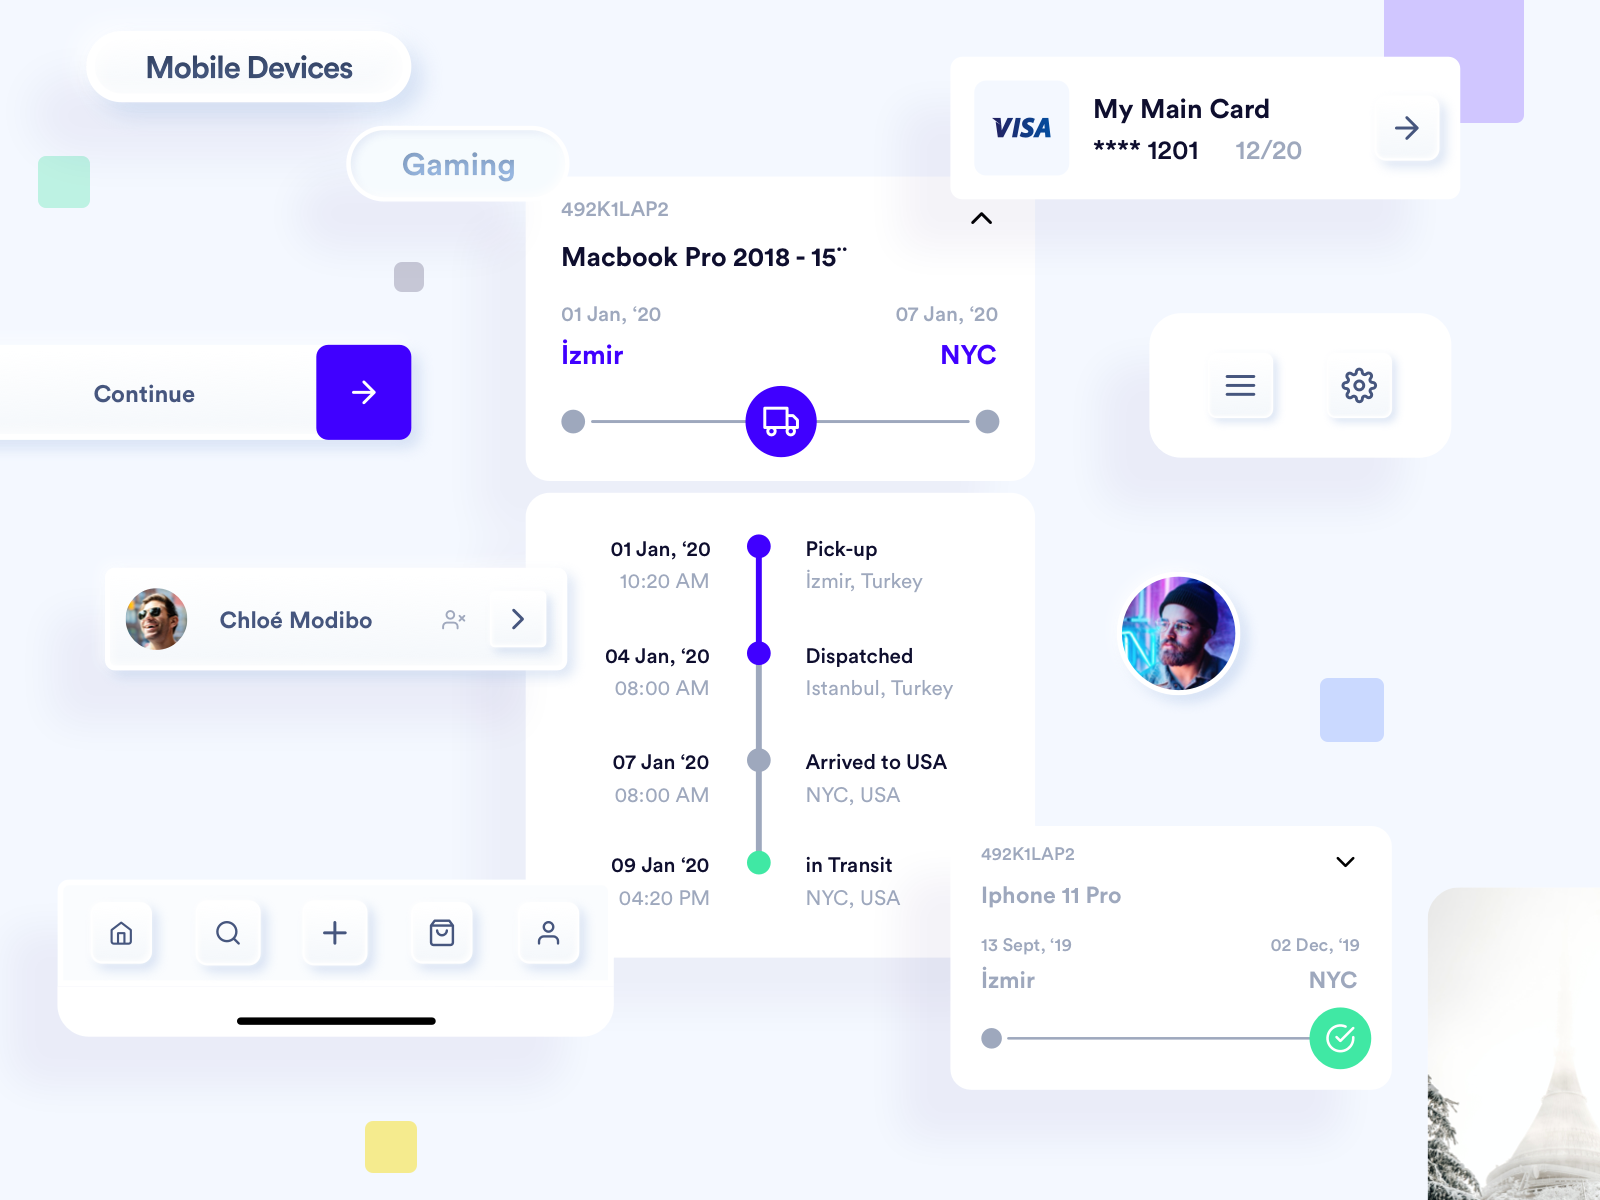 Mobile Devices
Gaming
VISA
My Main Card
**** 1201 12/20
492K1LAP2
Macbook Pro 2018 - 15¨
01 Jan, ‘20 07 Jan, ‘20
İzmir NYC
Continue
01 Jan, ‘20 Pick-up
10:20 AM İzmir, Turkey
Chloé Modibo
04 Jan, ‘20 Dispatched
08:00 AM Istanbul, Turkey
07 Jan ‘20 Arrived to USA
08:00 AM NYC, USA
09 Jan ‘20 in Transit
04:20 PM NYC, USA
492K1LAP2
Iphone 11 Pro
13 Sept, ‘19 02 Dec, ‘19
İzmir NYC